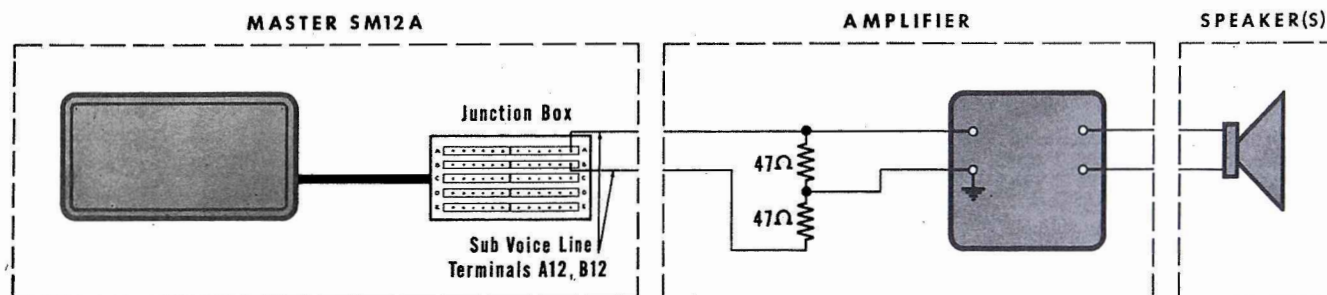 MASTER SM12A
AMPLIFIER
SPEAKER(S)
Junction Box
A A
B B
C C
D D
E E
47Ω
47Ω
Sub Voice Line
Terminals A12, B12